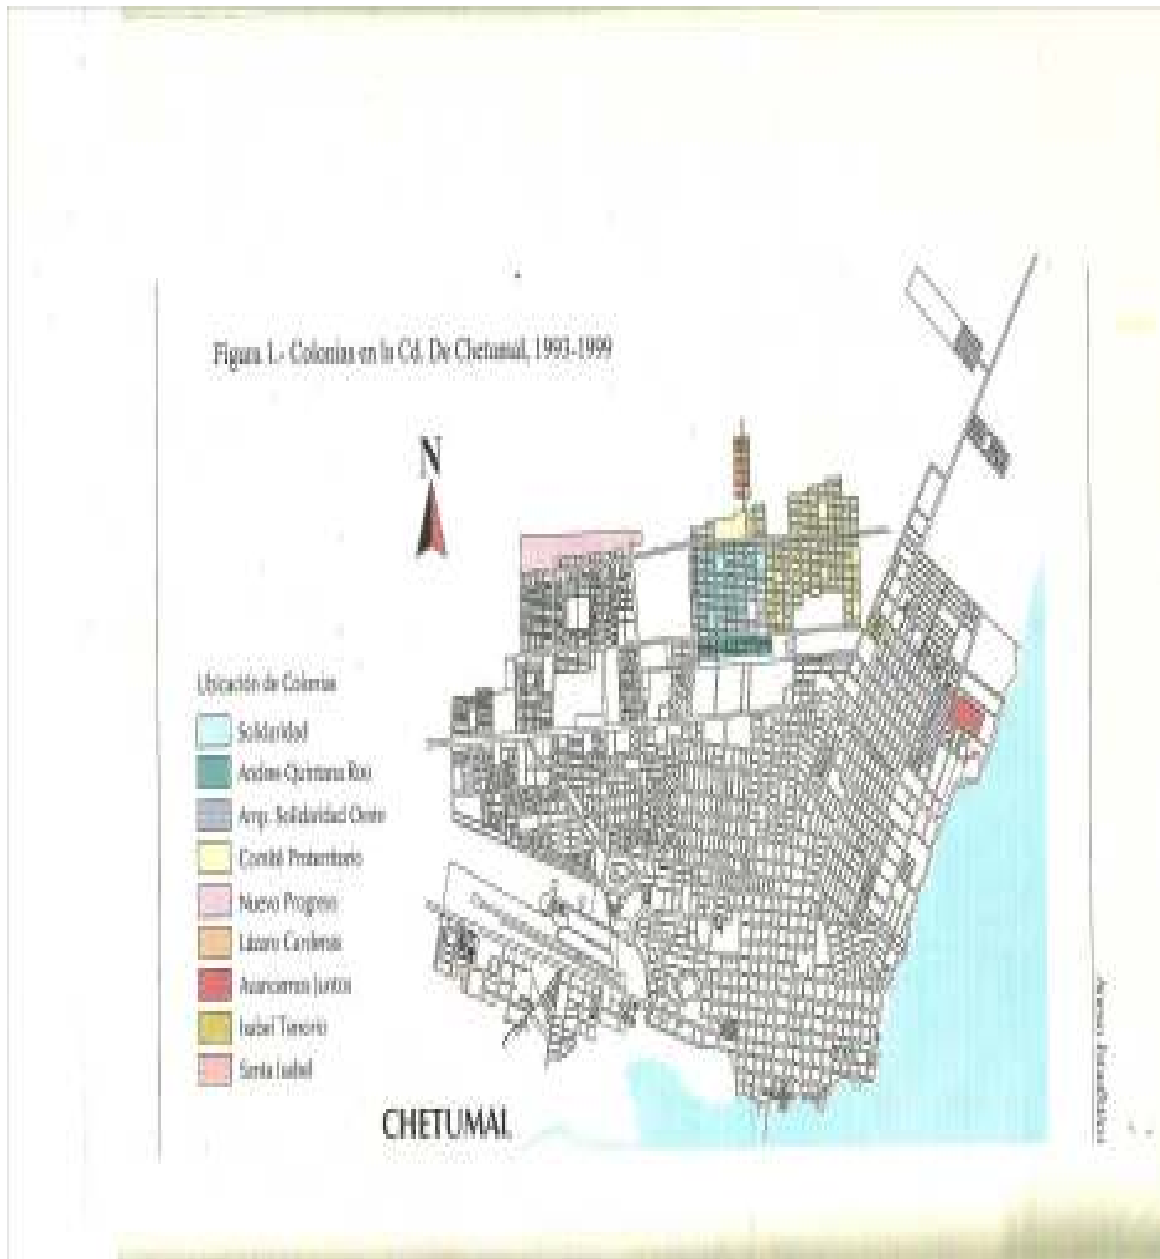 Figura 1.- Colonias en la Cd. De Chetumal, 1993-1999
N
Ubicación de Colonias
Solidaridad
Andres Quintana Roo
Amp. Solidaridad Oeste
Comité Proterritorio
Nuevo Progreso
Lázaro Cardenas
Avancemos Juntos
Isabel Tenorio
Santa Isabel
CHETUMAL